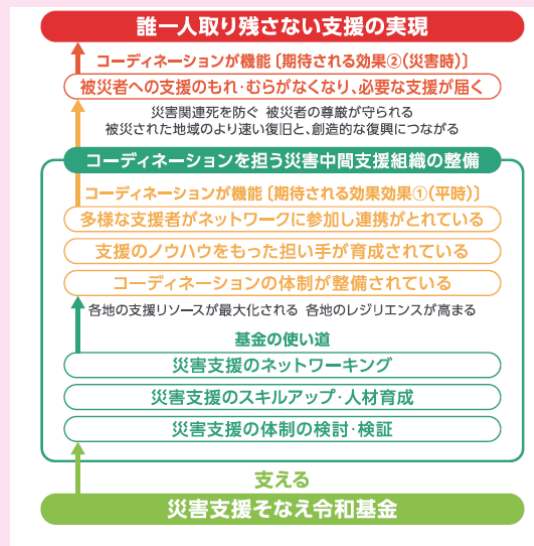 誰一人取り残さない支援の実現
コーディネーションが機能〔期待される効果②(災害時)〕
被災者への支援のもれ・むらがなくなり、必要な支援が届く
災害関連死を防ぐ 被災者の尊厳が守られる
被災された地域のより速い復旧と、創造的な復興につながる
コーディネーションを担う災害中間支援組織の整備
コーディネーションが機能〔期待される効果効果①(平時)〕
多様な支援者がネットワークに参加し連携がとれている
支援のノウハウをもった担い手が育成されている
コーディネーションの体制が整備されている
各地の支援リソースが最大化される 各地のレジリエンスが高まる
基金の使い道
災害支援のネットワーキング
災害支援のスキルアップ・人材育成
災害支援の体制の検討・検証
支える
災害支援そなえ令和基金